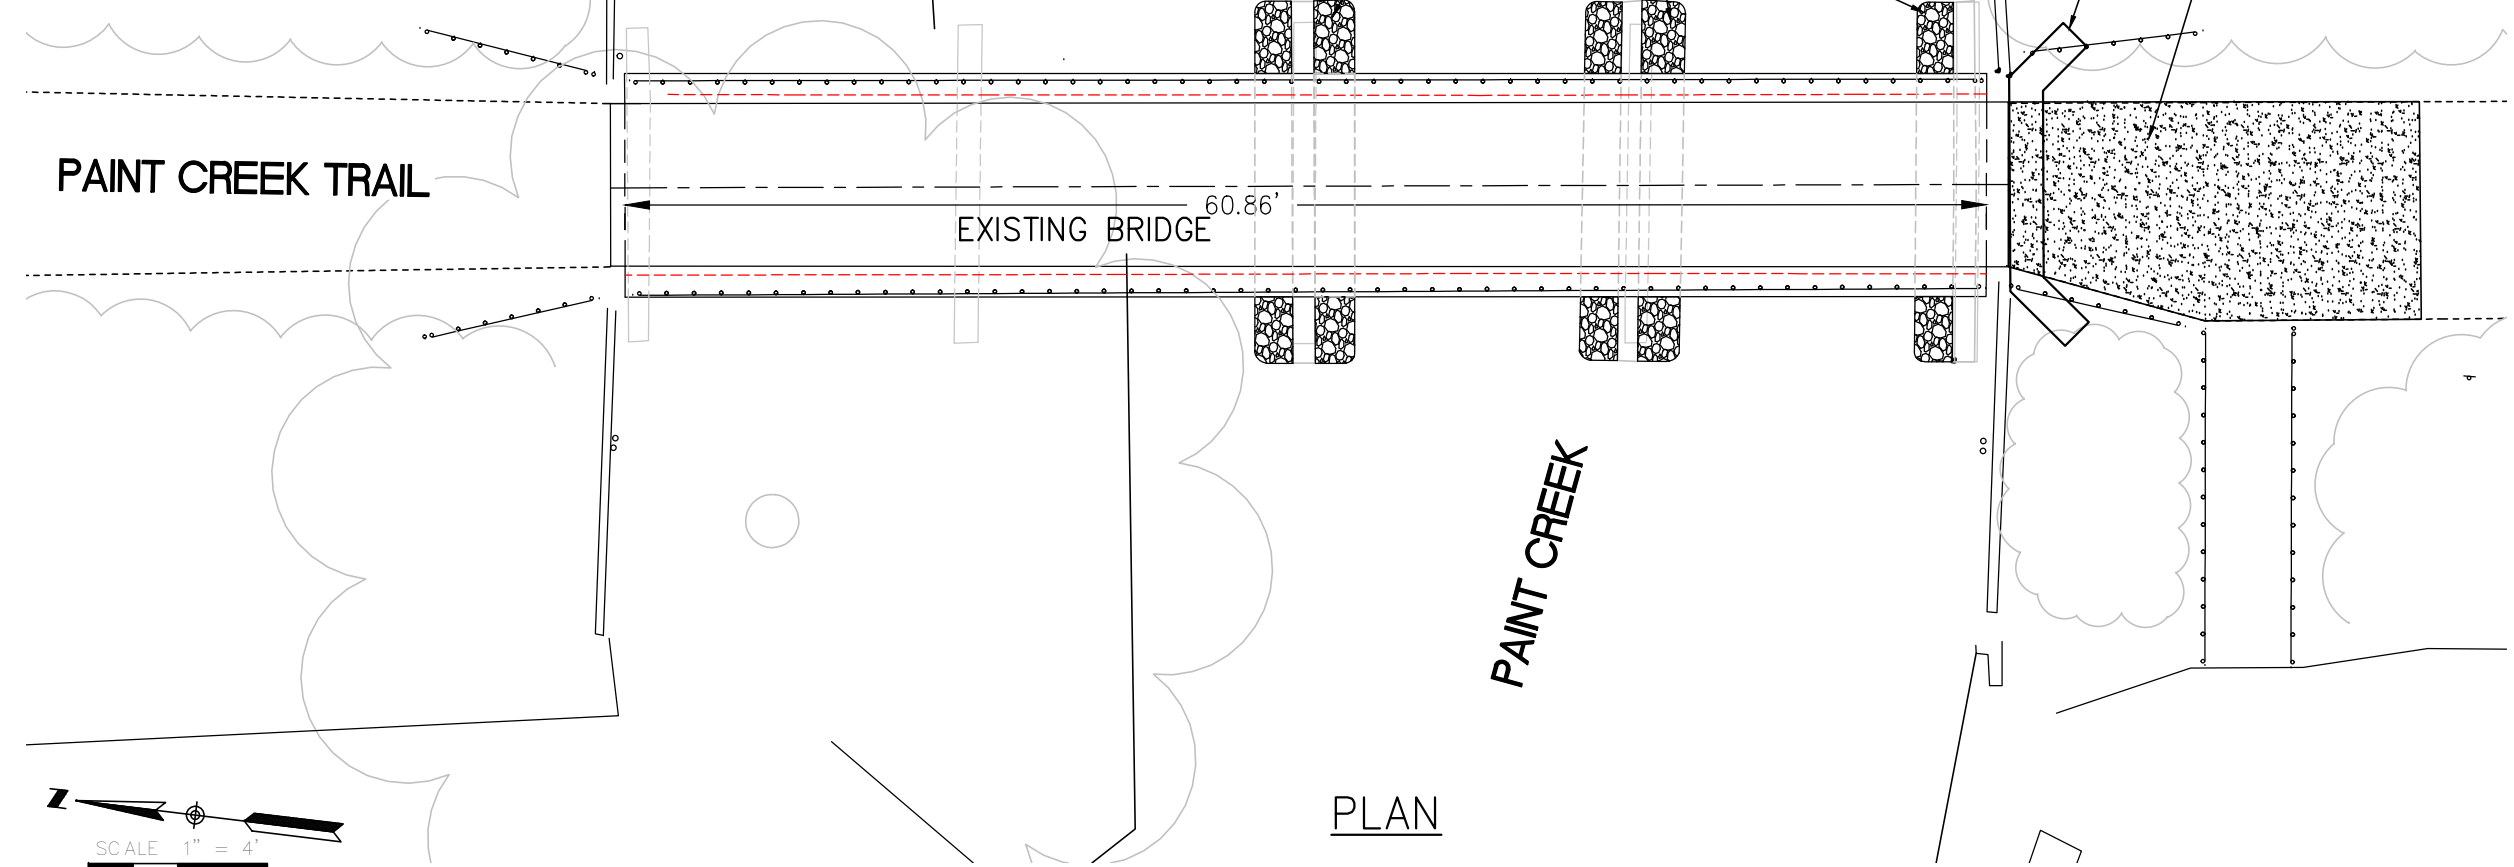 PAINT CREEK TRAIL
60.86'
EXISTING BRIDGE
PAINT CREEK
PLAN
N
SCALE 1" = 4'